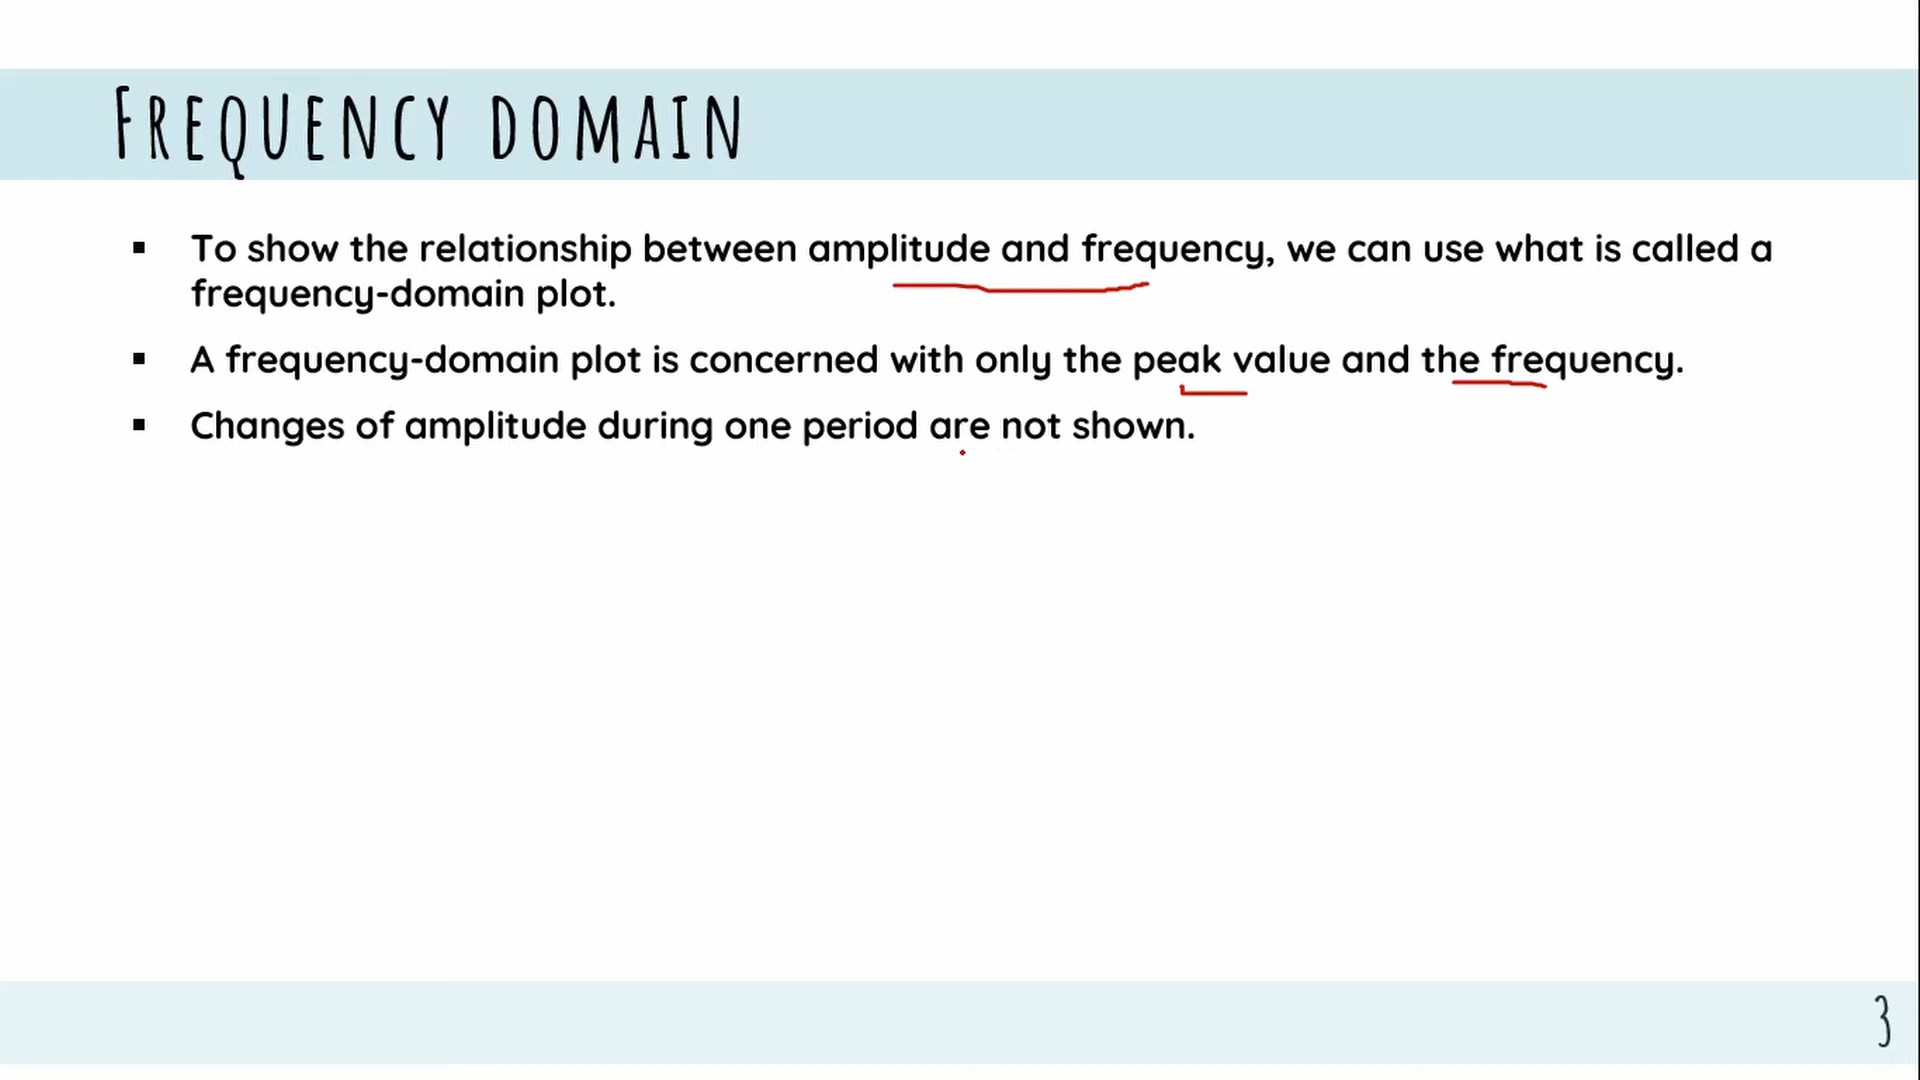 FREQUENCY DOMAIN
▪ To show the relationship between amplitude and frequency, we can use what is called a
frequency-domain plot.
▪ A frequency-domain plot is concerned with only the peak value and the frequency.
▪ Changes of amplitude during one period are not shown.
3